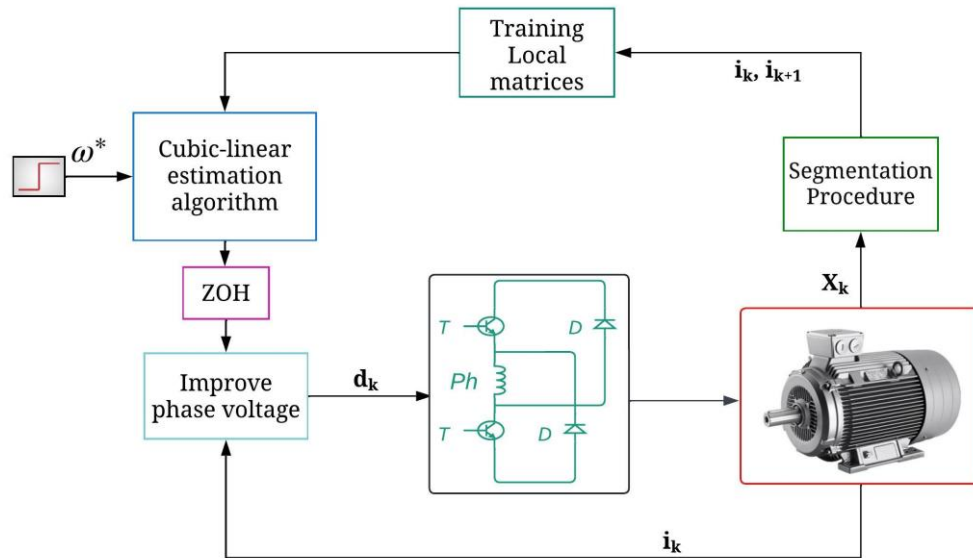 Training
Local
matrices
i_k, i_{k+1}
ω*
Cubic-linear
estimation
algorithm
Segmentation
Procedure
ZOH
X_k
T
D
Improve
phase voltage
d_k
Ph
T
D
i_k